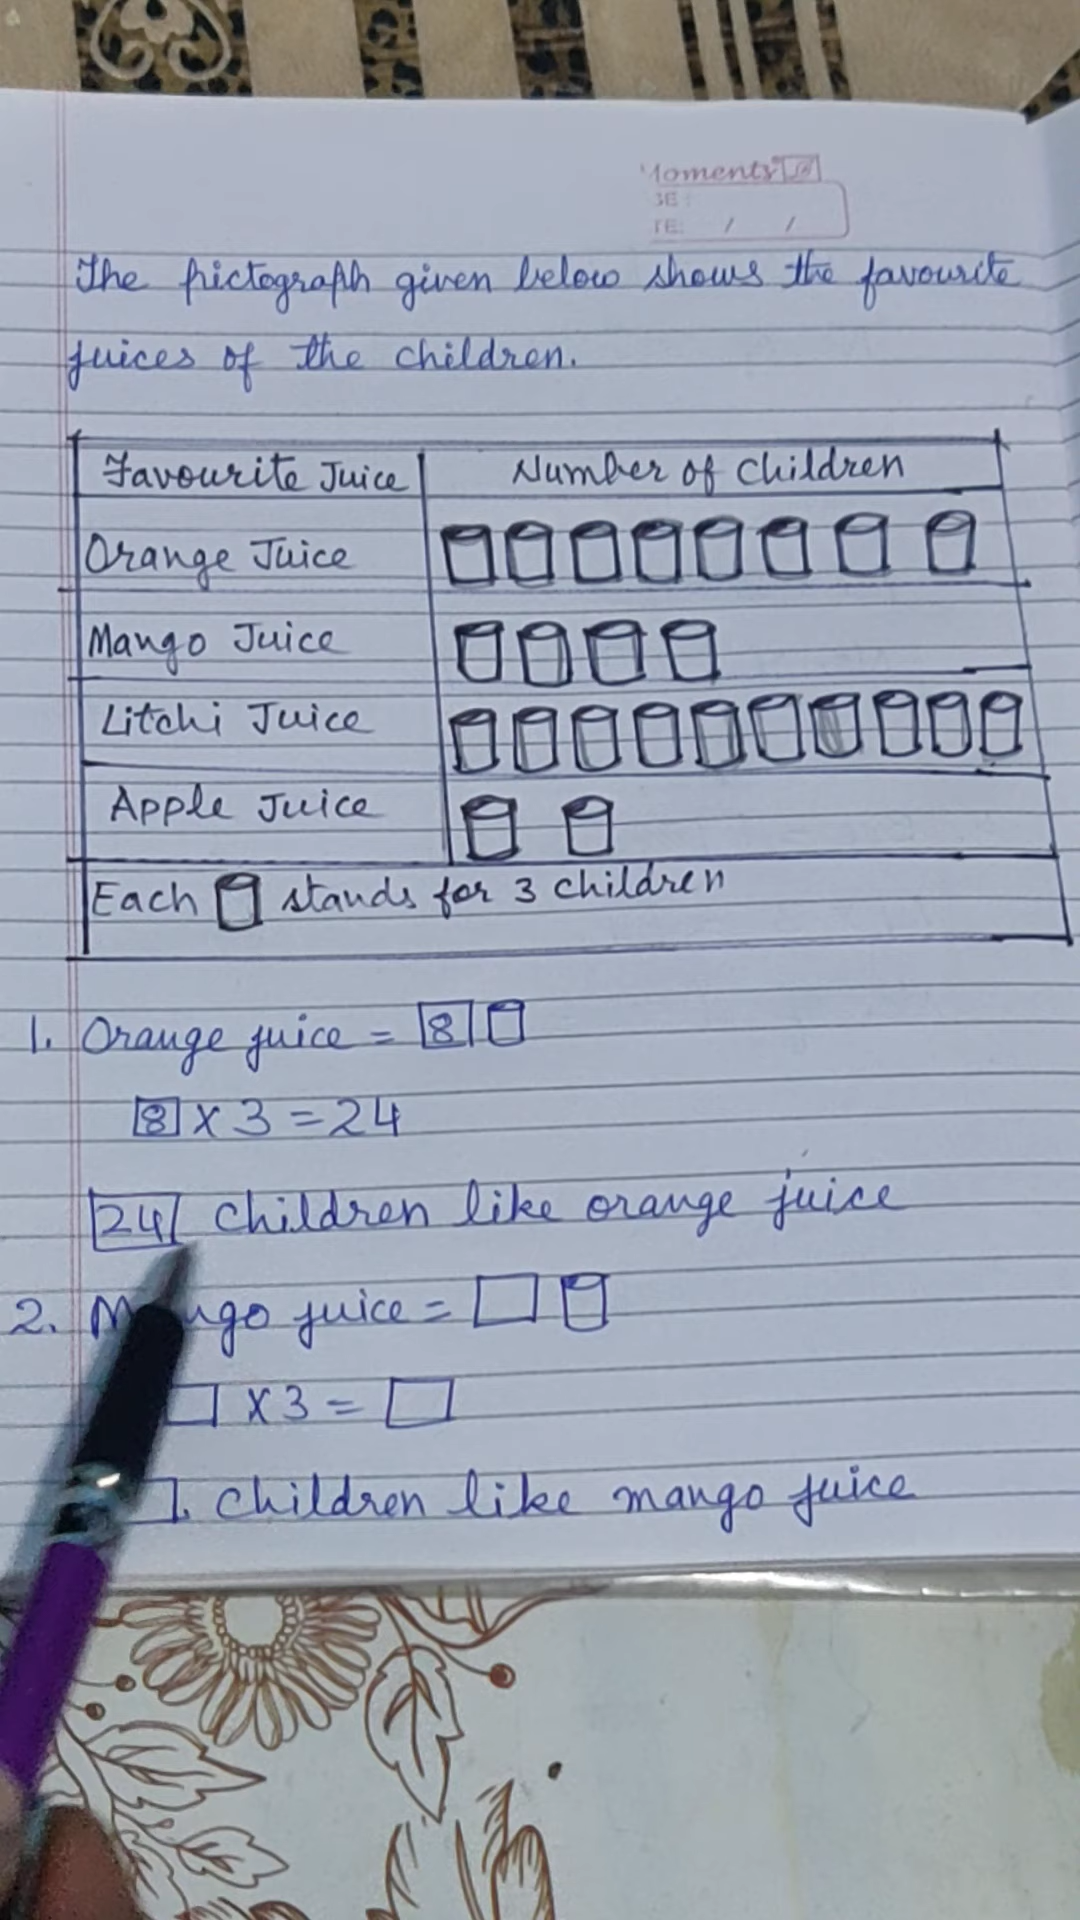 Moments
The pictograph given below shows the favourite
juices of the children.
Favourite Juice Number of children
Orange Juice
Mango Juice
Litchi Juice
Apple Juice
Each stands for 3 children
1. Orange juice = 8
8 x 3 = 24
24 children like orange juice
2. Mango juice =
x 3 =
. children like mango juice